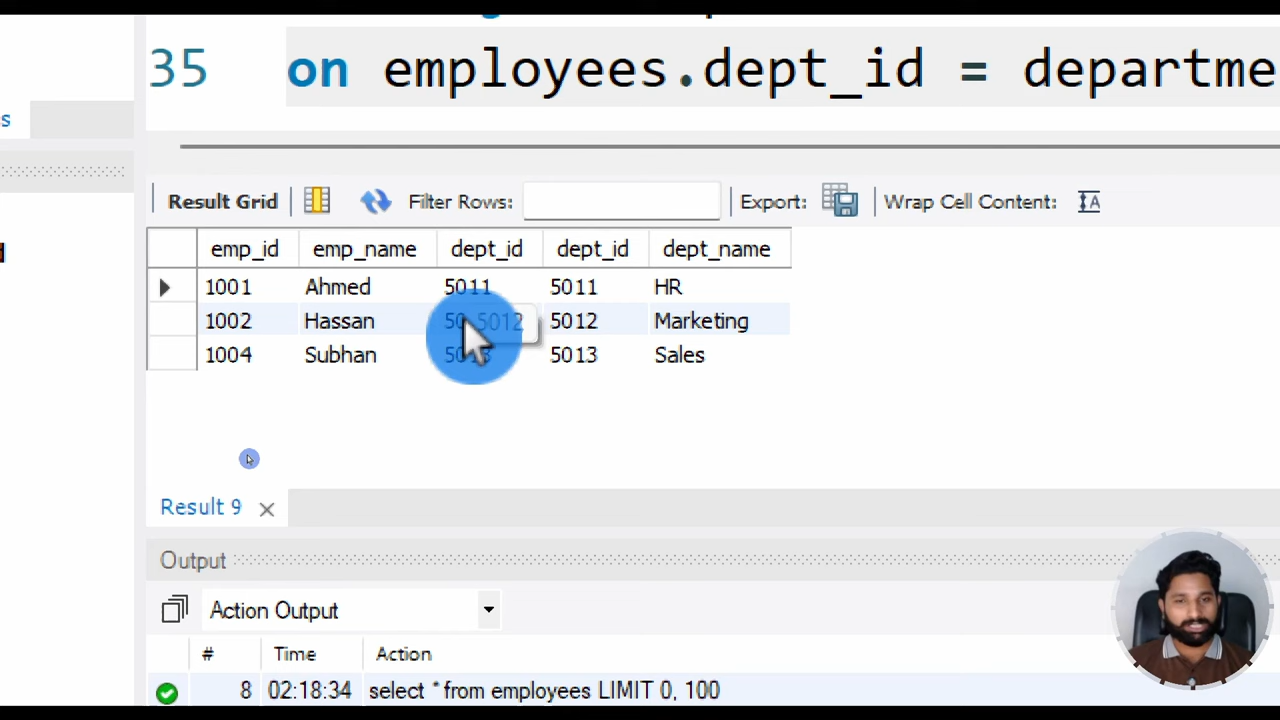 35 on employees.dept_id = departme
s
Result Grid Filter Rows: Export: Wrap Cell Content: IA
emp_id emp_name dept_id dept_id dept_name
1001 Ahmed 5011 5011 HR
1002 Hassan 5012 5012 Marketing
1004 Subhan 5013 5013 Sales
Result 9
Output
Action Output
# Time Action
8 02:18:34 select * from employees LIMIT 0, 100